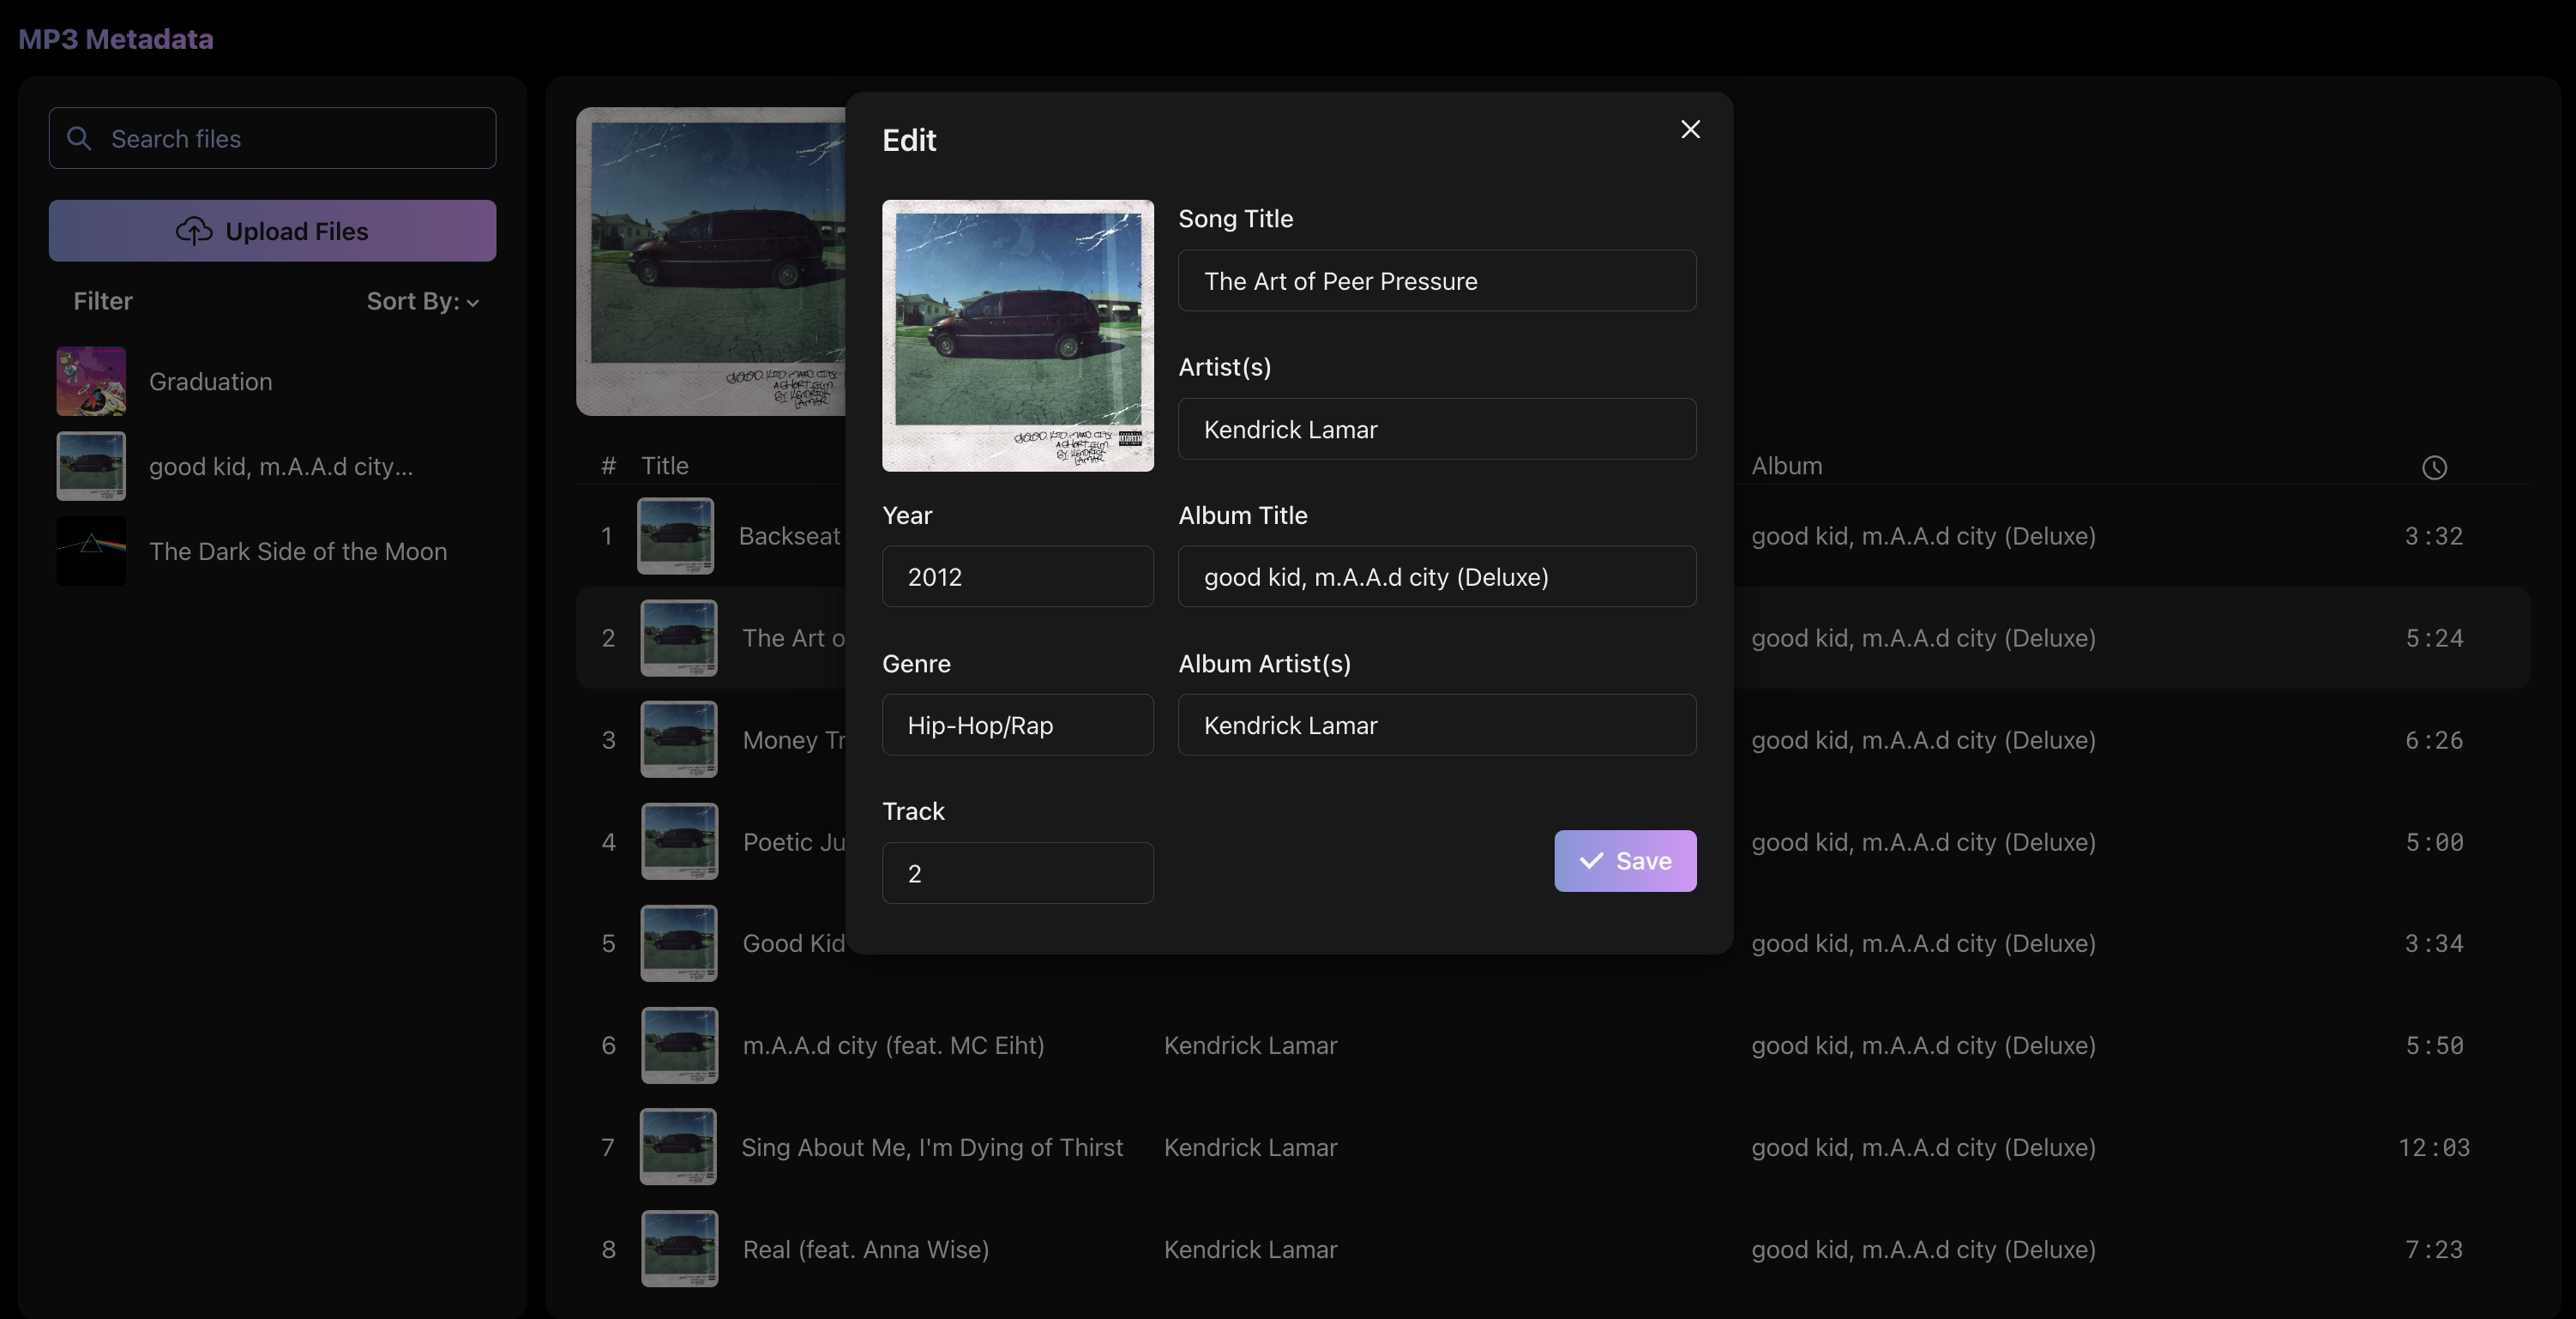 MP3 Metadata
Search files
Upload Files
Filter
Sort By:
Graduation
good kid, m.A.A.d city...
The Dark Side of the Moon
GOOD KID, MAAD CITY
A SHORT FILM
BY KENDRICK
LAMAR
# Title Album
1 Backseat good kid, m.A.A.d city (Deluxe) 3:32
2 The Art o good kid, m.A.A.d city (Deluxe) 5:24
3 Money Tr good kid, m.A.A.d city (Deluxe) 6:26
4 Poetic Ju good kid, m.A.A.d city (Deluxe) 5:00
5 Good Kid good kid, m.A.A.d city (Deluxe) 3:34
6 m.A.A.d city (feat. MC Eiht) Kendrick Lamar good kid, m.A.A.d city (Deluxe) 5:50
7 Sing About Me, I'm Dying of Thirst Kendrick Lamar good kid, m.A.A.d city (Deluxe) 12:03
8 Real (feat. Anna Wise) Kendrick Lamar good kid, m.A.A.d city (Deluxe) 7:23
Edit
GOOD KID, MAAD CITY
A SHORT FILM
BY KENDRICK
LAMAR
Song Title
The Art of Peer Pressure
Artist(s)
Kendrick Lamar
Year
2012
Album Title
good kid, m.A.A.d city (Deluxe)
Genre
Hip-Hop/Rap
Album Artist(s)
Kendrick Lamar
Track
2
Save